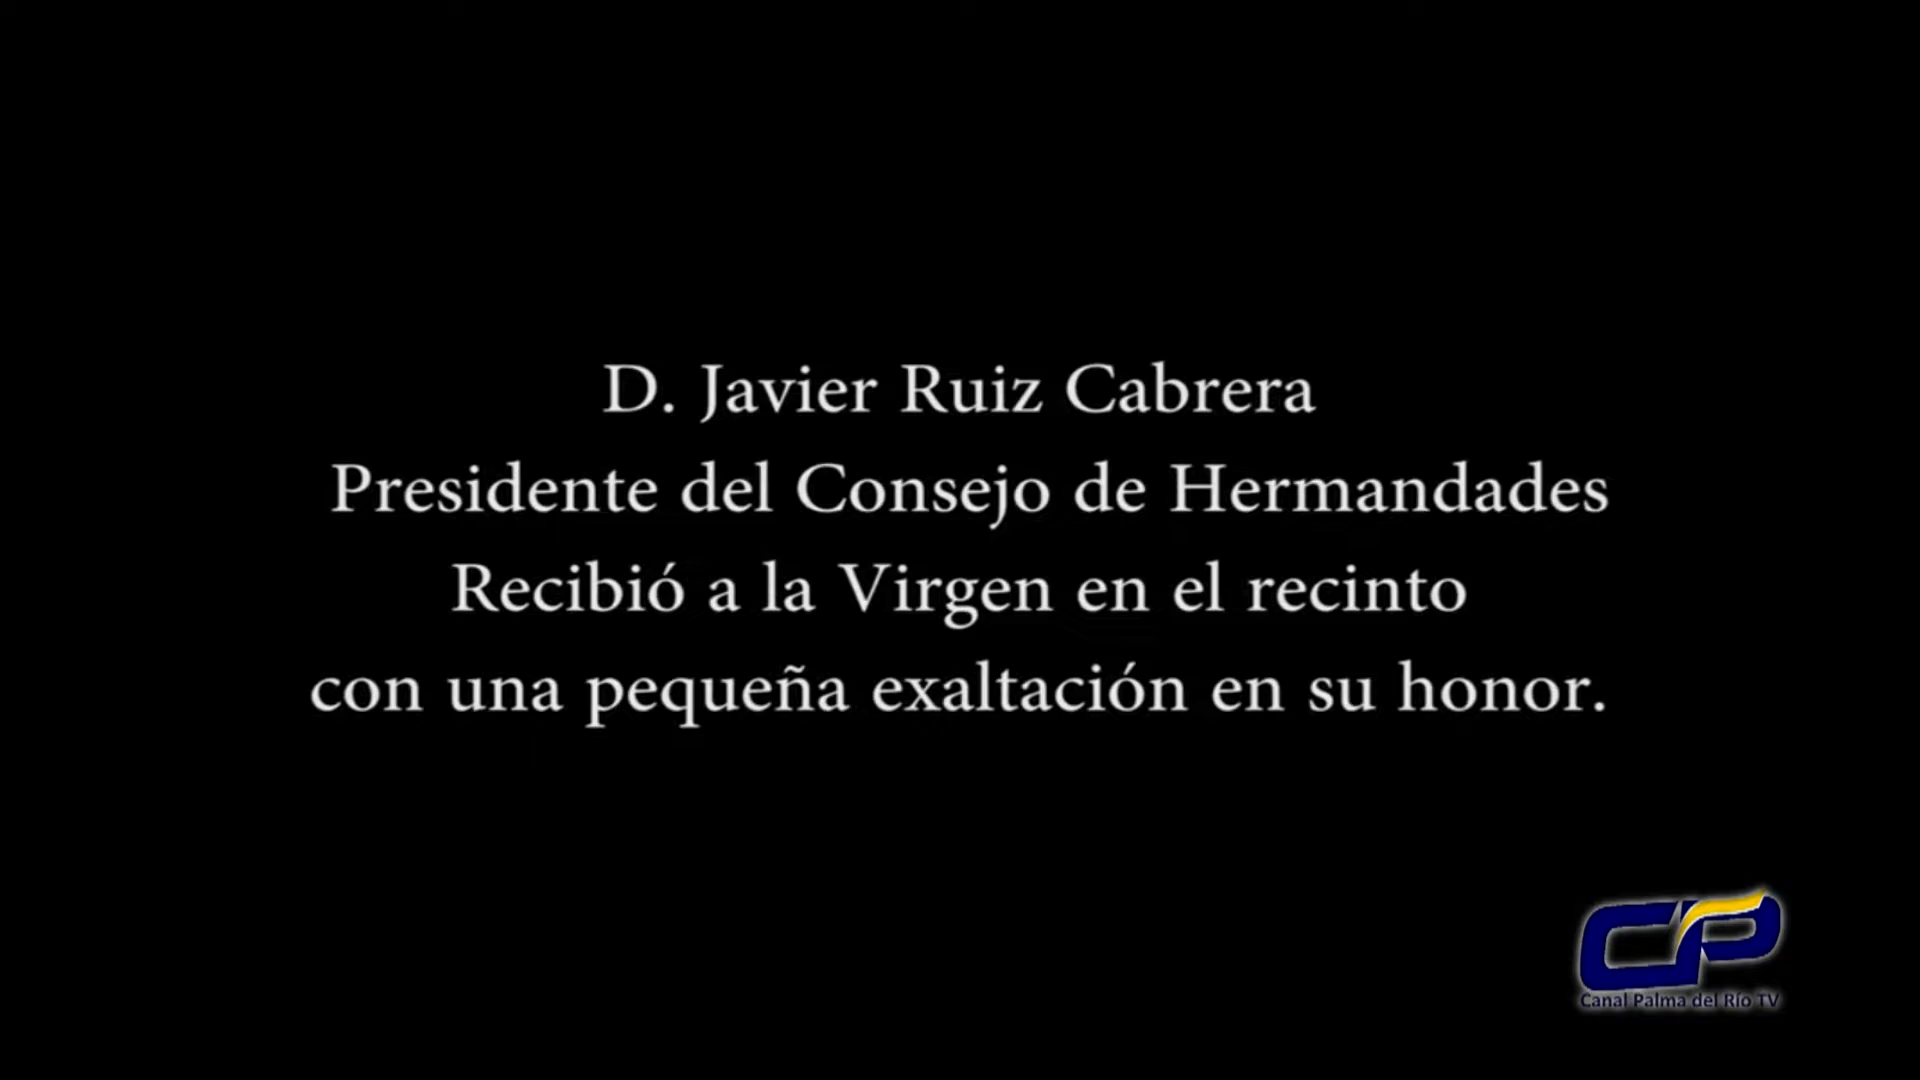 D. Javier Ruiz Cabrera
Presidente del Consejo de Hermandades
Recibió a la Virgen en el recinto
con una pequeña exaltación en su honor.
CP
Canal Palma del Río TV